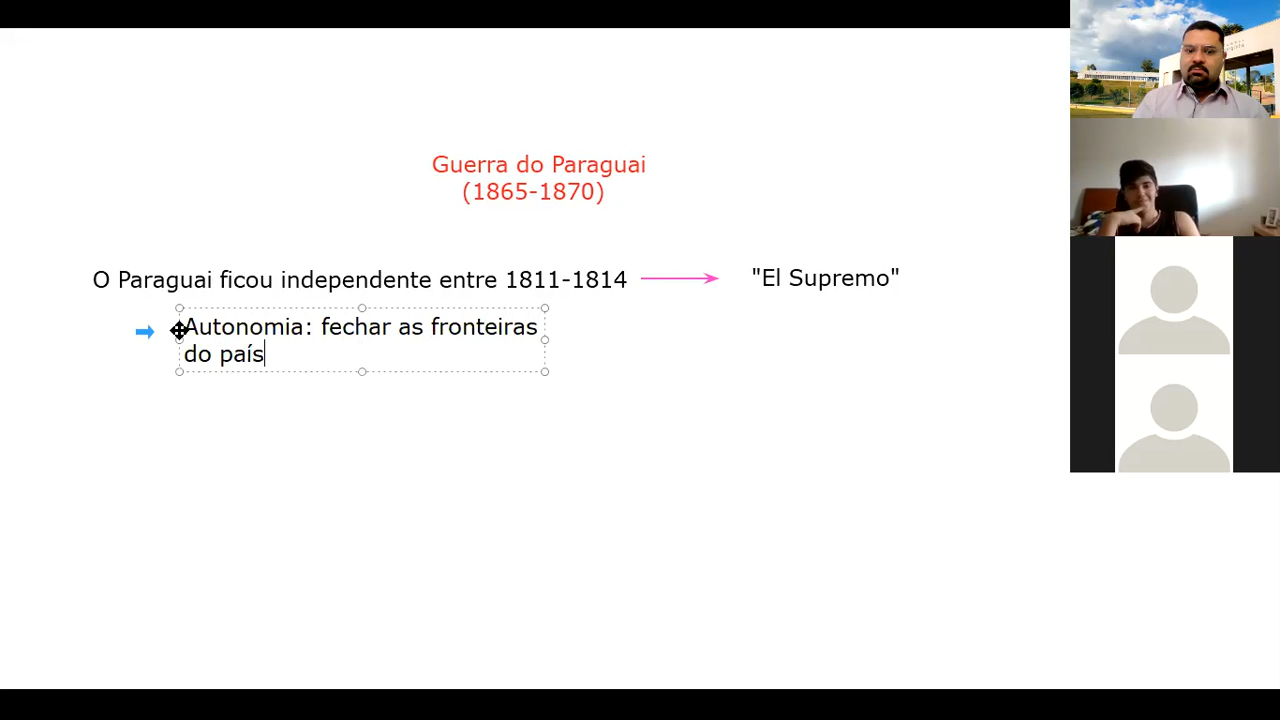 Guerra do Paraguai
(1865-1870)
O Paraguai ficou independente entre 1811-1814
"El Supremo"
Autonomia: fechar as fronteiras
do país